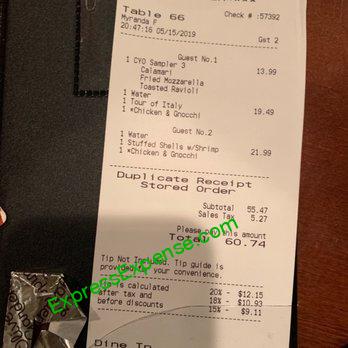 Table 66
Check # :57392
Myranda P
20:47:16 05/15/2019
Gst 2
Guest No.1
1 CYO Sampler 3 13.99
Calamari
Fried Mozzarella
Toasted Ravioli
1 Water
1 Tour of Italy 19.49
1 *Chicken & Gnocchi
Guest No.2
1 Water
1 Stuffed Shells w/Shrimp 21.99
1 *Chicken & Gnocchi
Duplicate Receipt
Stored Order
Subtotal 55.47
Sales Tax 5.27
Please pay this amount
Total 60.74
Tip Not Included. Tip guide is
provided your convenience.
calculated 20% - $12.15
after tax and 18% - $10.93
before discounts 15% - $9.11
Dine In
ExpressExpense.com